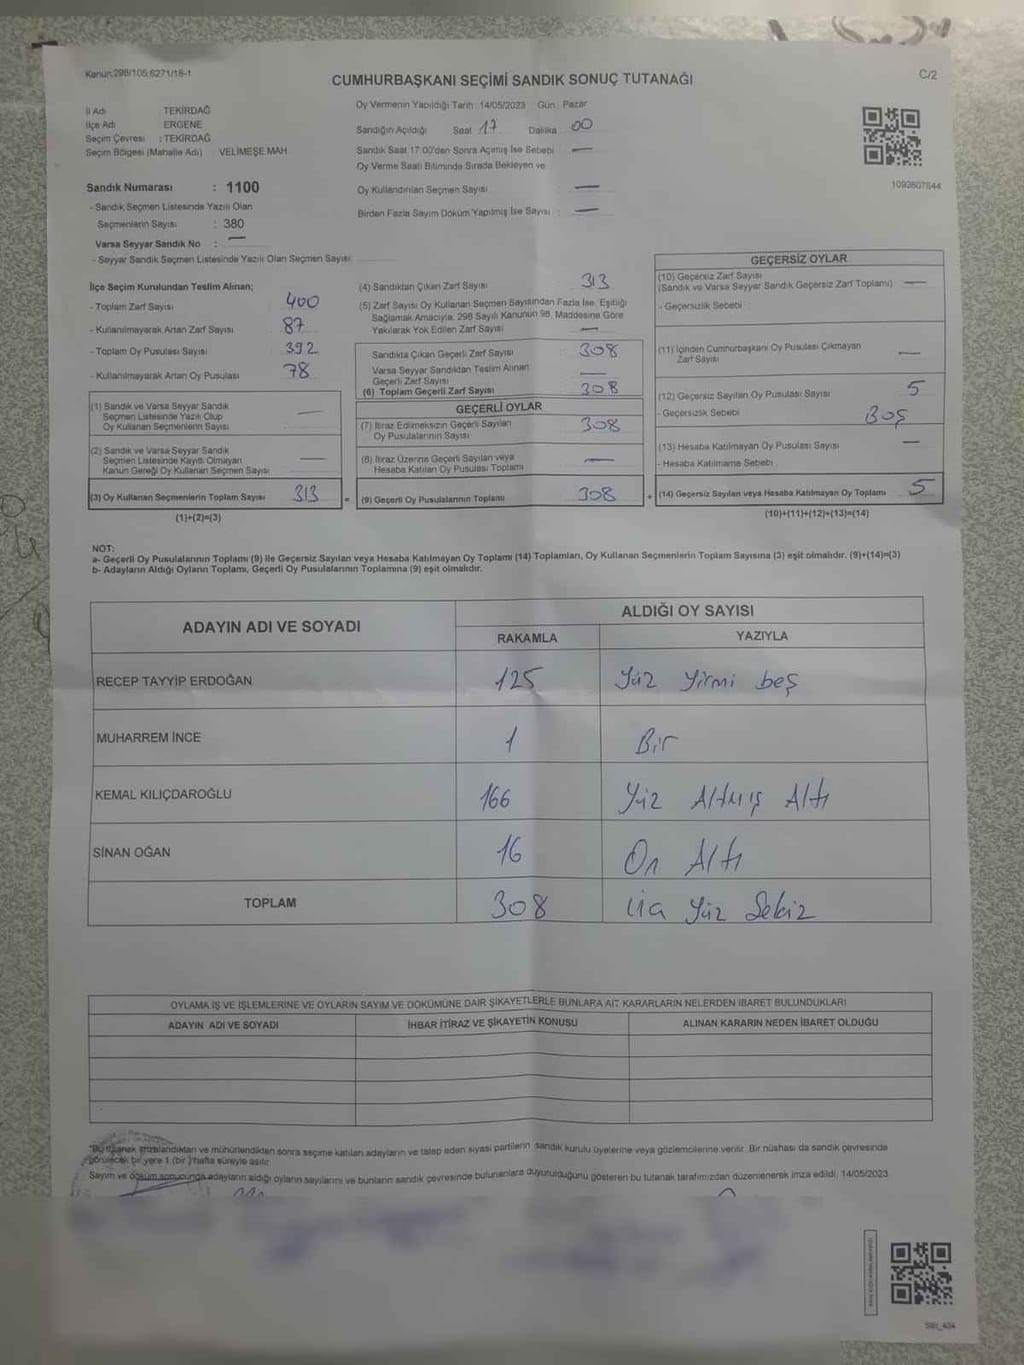 Kanun:298/105,6271/18-1
C/2
CUMHURBAŞKANI SEÇİMİ SANDIK SONUÇ TUTANAĞI
İl Adı TEKİRDAĞ
İlçe Adı ERGENE
Seçim Çevresi : TEKİRDAĞ
Seçim Bölgesi (Mahalle Adı) VELİMEŞE MAH.
Sandık Numarası : 1100
- Sandık Seçmen Listesinde Yazılı Olan
Seçmenlerin Sayısı : 380
Varsa Seyyar Sandık No : —
- Seyyar Sandık Seçmen Listesinde Yazılı Olan Seçmen Sayısı
Oy Vermenin Yapıldığı Tarih: 14/05/2023 Gün: Pazar
Sandığın Açıldığı Saat 17 Dakika 00
Sandık Saat 17:00'den Sonra Açılmış İse Sebebi —
Oy Verme Saati Bitiminde Sırada Bekleyen ve
Oy Kullandırılan Seçmen Sayısı —
Birden Fazla Sayım Döküm Yapılmış İse Sayısı : —
1093607844
İlçe Seçim Kurulundan Teslim Alınan;
- Toplam Zarf Sayısı 400
- Kullanılmayarak Artan Zarf Sayısı 87
- Toplam Oy Pusulası Sayısı 392
- Kullanılmayarak Artan Oy Pusulası 78
(1) Sandık ve Varsa Seyyar Sandık
Seçmen Listesinde Yazılı Olup
Oy Kullanan Seçmenlerin Sayısı —
(2) Sandık ve Varsa Seyyar Sandık
Seçmen Listesinde Kayıtlı Olmayan
Kanun Gereği Oy Kullanan Seçmen Sayısı —
(3) Oy Kullanan Seçmenlerin Toplam Sayısı 313 =
(1)+(2)=(3)
(4) Sandıktan Çıkan Zarf Sayısı 313
(5) Zarf Sayısı Oy Kullanan Seçmen Sayısından Fazla İse, Eşitliği
Sağlamak Amacıyla, 298 Sayılı Kanunun 98. Maddesine Göre
Yakılarak Yok Edilen Zarf Sayısı —
Sandıkta Çıkan Geçerli Zarf Sayısı 308
Varsa Seyyar Sandıktan Teslim Alınan
Geçerli Zarf Sayısı —
(6) Toplam Geçerli Zarf Sayısı 308
GEÇERLİ OYLAR
(7) İtiraz Edilmeksizin Geçerli Sayılan
Oy Pusulalarının Sayısı 308
(8) İtiraz Üzerine Geçerli Sayılan veya
Hesaba Katılan Oy Pusulası Toplamı —
(9) Geçerli Oy Pusulalarının Toplamı 308 +
GEÇERSİZ OYLAR
(10) Geçersiz Zarf Sayısı
(Sandık ve Varsa Seyyar Sandık Geçersiz Zarf Toplamı) —
- Geçersizlik Sebebi :
(11) İçinden Cumhurbaşkanı Oy Pusulası Çıkmayan
Zarf Sayısı —
(12) Geçersiz Sayılan Oy Pusulası Sayısı 5
- Geçersizlik Sebebi : Boş
(13) Hesaba Katılmayan Oy Pusulası Sayısı —
- Hesaba Katılmama Sebebi :
(14) Geçersiz Sayılan veya Hesaba Katılmayan Oy Toplamı 5
(10)+(11)+(12)+(13)=(14)
NOT:
a- Geçerli Oy Pusulalarının Toplamı (9) ile Geçersiz Sayılan veya Hesaba Katılmayan Oy Toplamı (14) Toplamları, Oy Kullanan Seçmenlerin Toplam Sayısına (3) eşit olmalıdır. (9)+(14)=(3)
b- Adayların Aldığı Oyların Toplamı, Geçerli Oy Pusulalarının Toplamına (9) eşit olmalıdır.
ADAYIN ADI VE SOYADI
ALDIĞI OY SAYISI
RAKAMLA YAZIYLA
RECEP TAYYİP ERDOĞAN 125 Yüz Yirmi beş
MUHARREM İNCE 1 Bir
KEMAL KILIÇDAROĞLU 166 Yüz Altmış Altı
SİNAN OĞAN 16 On Altı
TOPLAM 308 Yüz Sekiz
OYLAMA İŞ VE İŞLEMLERİNE VE OYLARIN SAYIM VE DÖKÜMÜNE DAİR ŞİKAYETLERLE BUNLARA AİT KARARLARIN NELERDEN İBARET BULUNDUKLARI
ADAYIN ADI VE SOYADI İHBAR İTİRAZ VE ŞİKAYETİN KONUSU ALINAN KARARIN NEDEN İBARET OLDUĞU
*Bu tutanak imzalandıktan ve mühürlendikten sonra seçime katılan adayların ve talep eden siyasi partilerin sandık kurulu üyelerine veya gözlemcilerine verilir. Bir nüshası da sandık çevresinde
görülecek bir yere 1 (bir) hafta süreyle asılır.
Sayım ve döküm sonucunda adayların aldığı oyların sayılarını ve bunların sandık çevresinde bulunanlara duyurulduğunu gösteren bu tutanak tarafımızdan düzenlenerek imza edildi. 14/05/2023